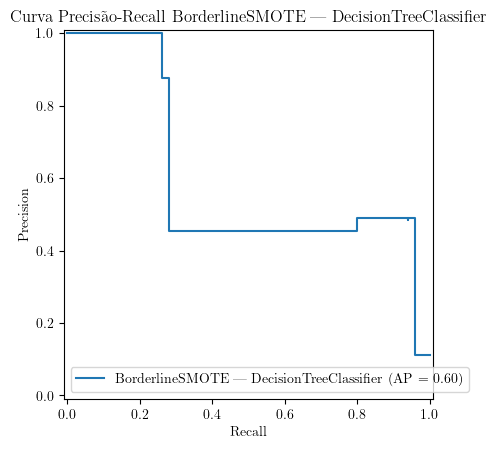 Curva Precisão-Recall BorderlineSMOTE — DecisionTreeClassifier
1.0
0.8
0.6
0.4
0.2
0.0
Precision
BorderlineSMOTE — DecisionTreeClassifier (AP = 0.60)
0.0 0.2 0.4 0.6 0.8 1.0
Recall